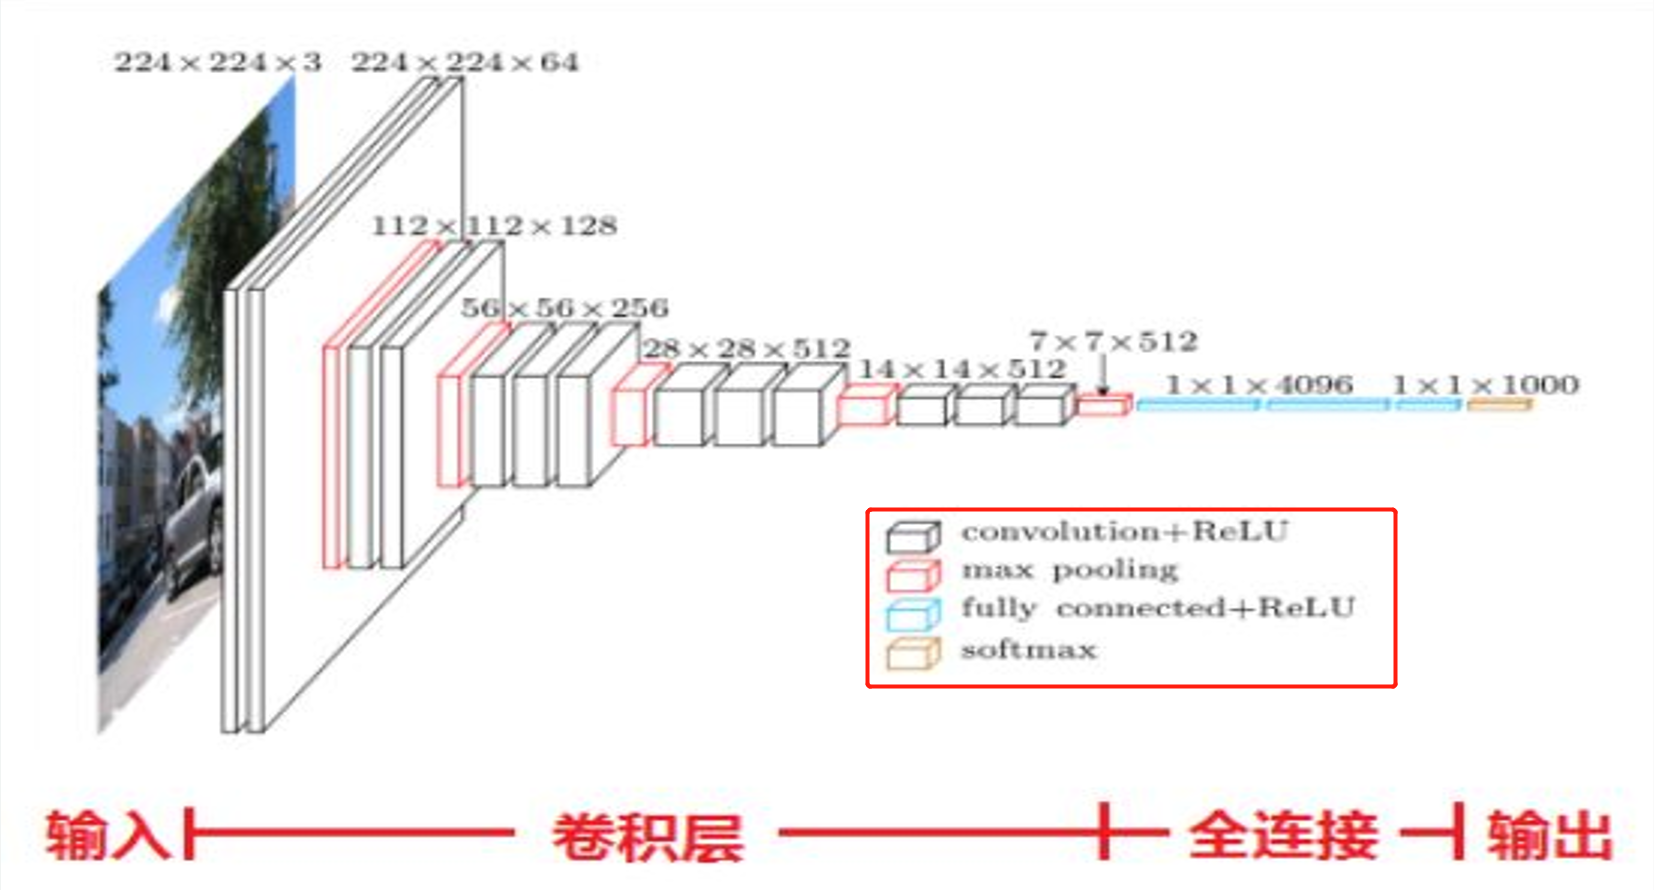 224×224×3 224×224×64
112×112×128
56×56×256
28×28×512
14×14×512
7×7×512
1×1×4096 1×1×1000
convolution+ReLU
max pooling
fully connected+ReLU
softmax
输入 卷积层 全连接 输出